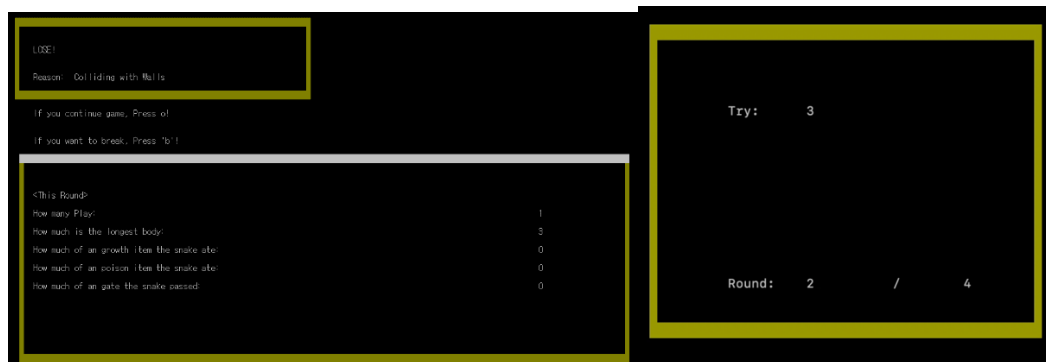 LOSE!
Reason: Colliding with Walls
If you continue game, Press o!
If you want to break, Press 'b'!
<This Round>
How many Play: 1
How much is the longest body: 3
How much of an growth item the snake ate: 0
How much of an poison item the snake ate: 0
How much of an gate the snake passed: 0
Try: 3
Round: 2 / 4